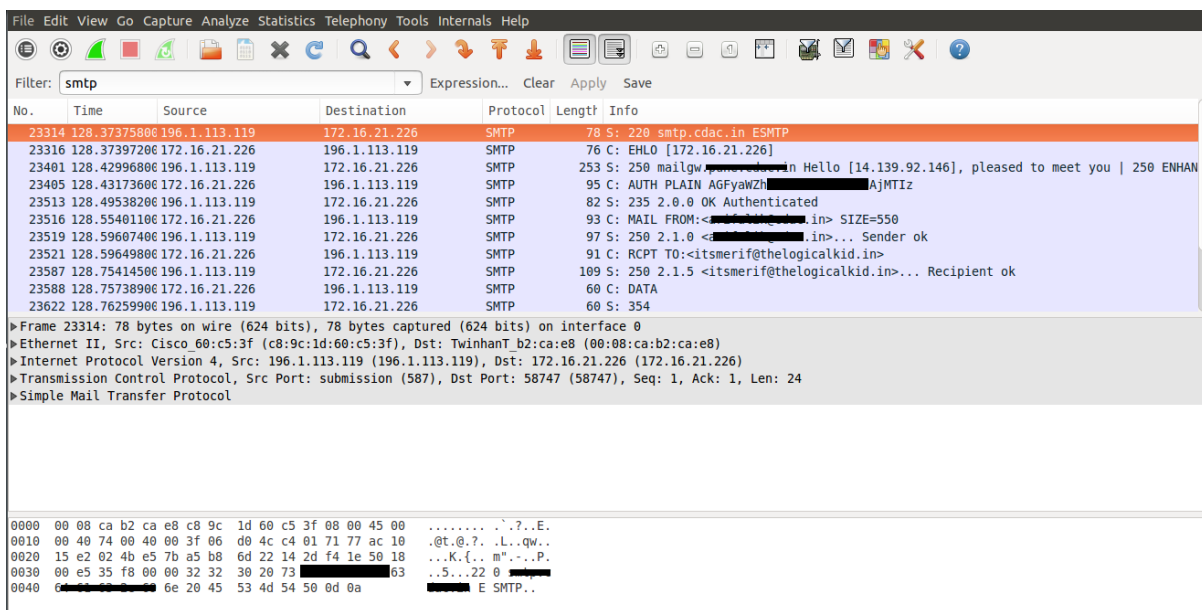 File Edit View Go Capture Analyze Statistics Telephony Tools Internals Help
Filter: smtp Expression... Clear Apply Save
No. Time Source Destination Protocol Length Info
23314 128.37375800 196.1.113.119 172.16.21.226 SMTP 78 S: 220 smtp.cdac.in ESMTP
23316 128.37397200 172.16.21.226 196.1.113.119 SMTP 76 C: EHLO [172.16.21.226]
23401 128.42996800 196.1.113.119 172.16.21.226 SMTP 253 S: 250 mailgw. in Hello [14.139.92.146], pleased to meet you | 250 ENHAN
23405 128.43173600 172.16.21.226 196.1.113.119 SMTP 95 C: AUTH PLAIN AGFyaWZh AjMTIz
23513 128.49538200 196.1.113.119 172.16.21.226 SMTP 82 S: 235 2.0.0 OK Authenticated
23516 128.55401100 172.16.21.226 196.1.113.119 SMTP 93 C: MAIL FROM:< .in> SIZE=550
23519 128.59607400 196.1.113.119 172.16.21.226 SMTP 97 S: 250 2.1.0 <a .in>... Sender ok
23521 128.59649800 172.16.21.226 196.1.113.119 SMTP 91 C: RCPT TO:<itsmerif@thelogicalkid.in>
23587 128.75414500 196.1.113.119 172.16.21.226 SMTP 109 S: 250 2.1.5 <itsmerif@thelogicalkid.in>... Recipient ok
23588 128.75738900 172.16.21.226 196.1.113.119 SMTP 60 C: DATA
23622 128.76259900 196.1.113.119 172.16.21.226 SMTP 60 S: 354
Frame 23314: 78 bytes on wire (624 bits), 78 bytes captured (624 bits) on interface 0
Ethernet II, Src: Cisco_60:c5:3f (c8:9c:1d:60:c5:3f), Dst: TwinhanT_b2:ca:e8 (00:08:ca:b2:ca:e8)
Internet Protocol Version 4, Src: 196.1.113.119 (196.1.113.119), Dst: 172.16.21.226 (172.16.21.226)
Transmission Control Protocol, Src Port: submission (587), Dst Port: 58747 (58747), Seq: 1, Ack: 1, Len: 24
Simple Mail Transfer Protocol
0000 00 08 ca b2 ca e8 c8 9c 1d 60 c5 3f 08 00 45 00 ........ .`.?..E.
0010 00 40 74 00 40 00 3f 06 d0 4c c4 01 71 77 ac 10 .@t.@.?. .L..qw..
0020 15 e2 02 4b e5 7b a5 b8 6d 22 14 2d f4 1e 50 18 ...K.{.. m".-..P.
0030 00 e5 35 f8 00 00 32 32 30 20 73 63 ..5...22 0
0040 6e 20 45 53 4d 54 50 0d 0a E SMTP..